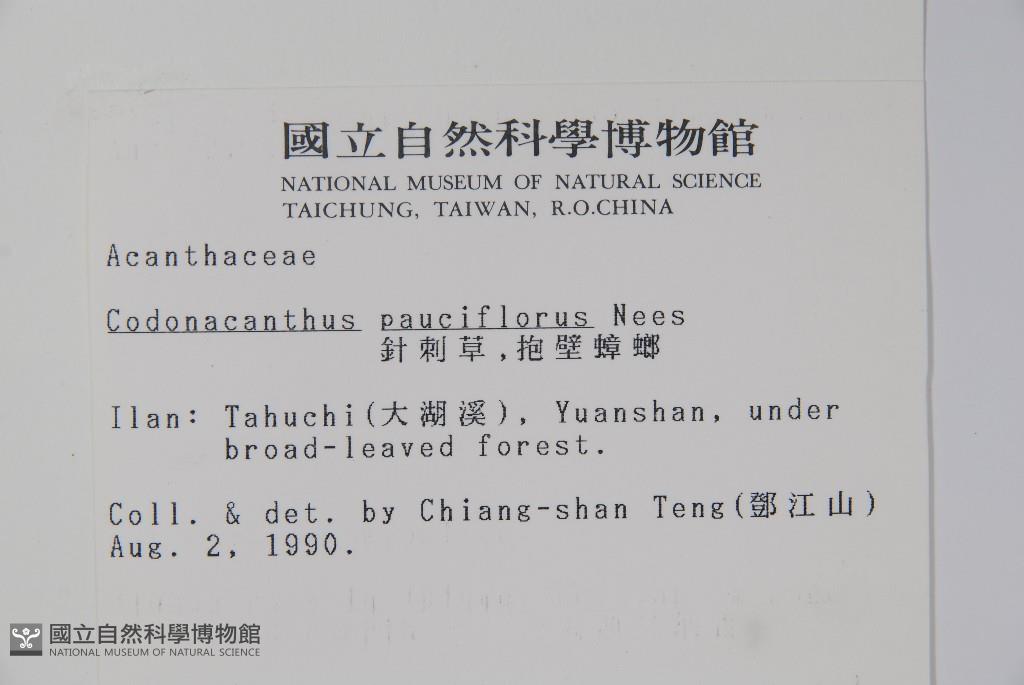 國立自然科學博物館
NATIONAL MUSEUM OF NATURAL SCIENCE
TAICHUNG, TAIWAN, R.O.CHINA
Acanthaceae
Codonacanthus pauciflorus Nees
針刺草,抱壁蟑螂
Ilan: Tahuchi(大湖溪), Yuanshan, under
broad-leaved forest.
Coll. & det. by Chiang-shan Teng(鄧江山)
Aug. 2, 1990.
國立自然科學博物館
NATIONAL MUSEUM OF NATURAL SCIENCE